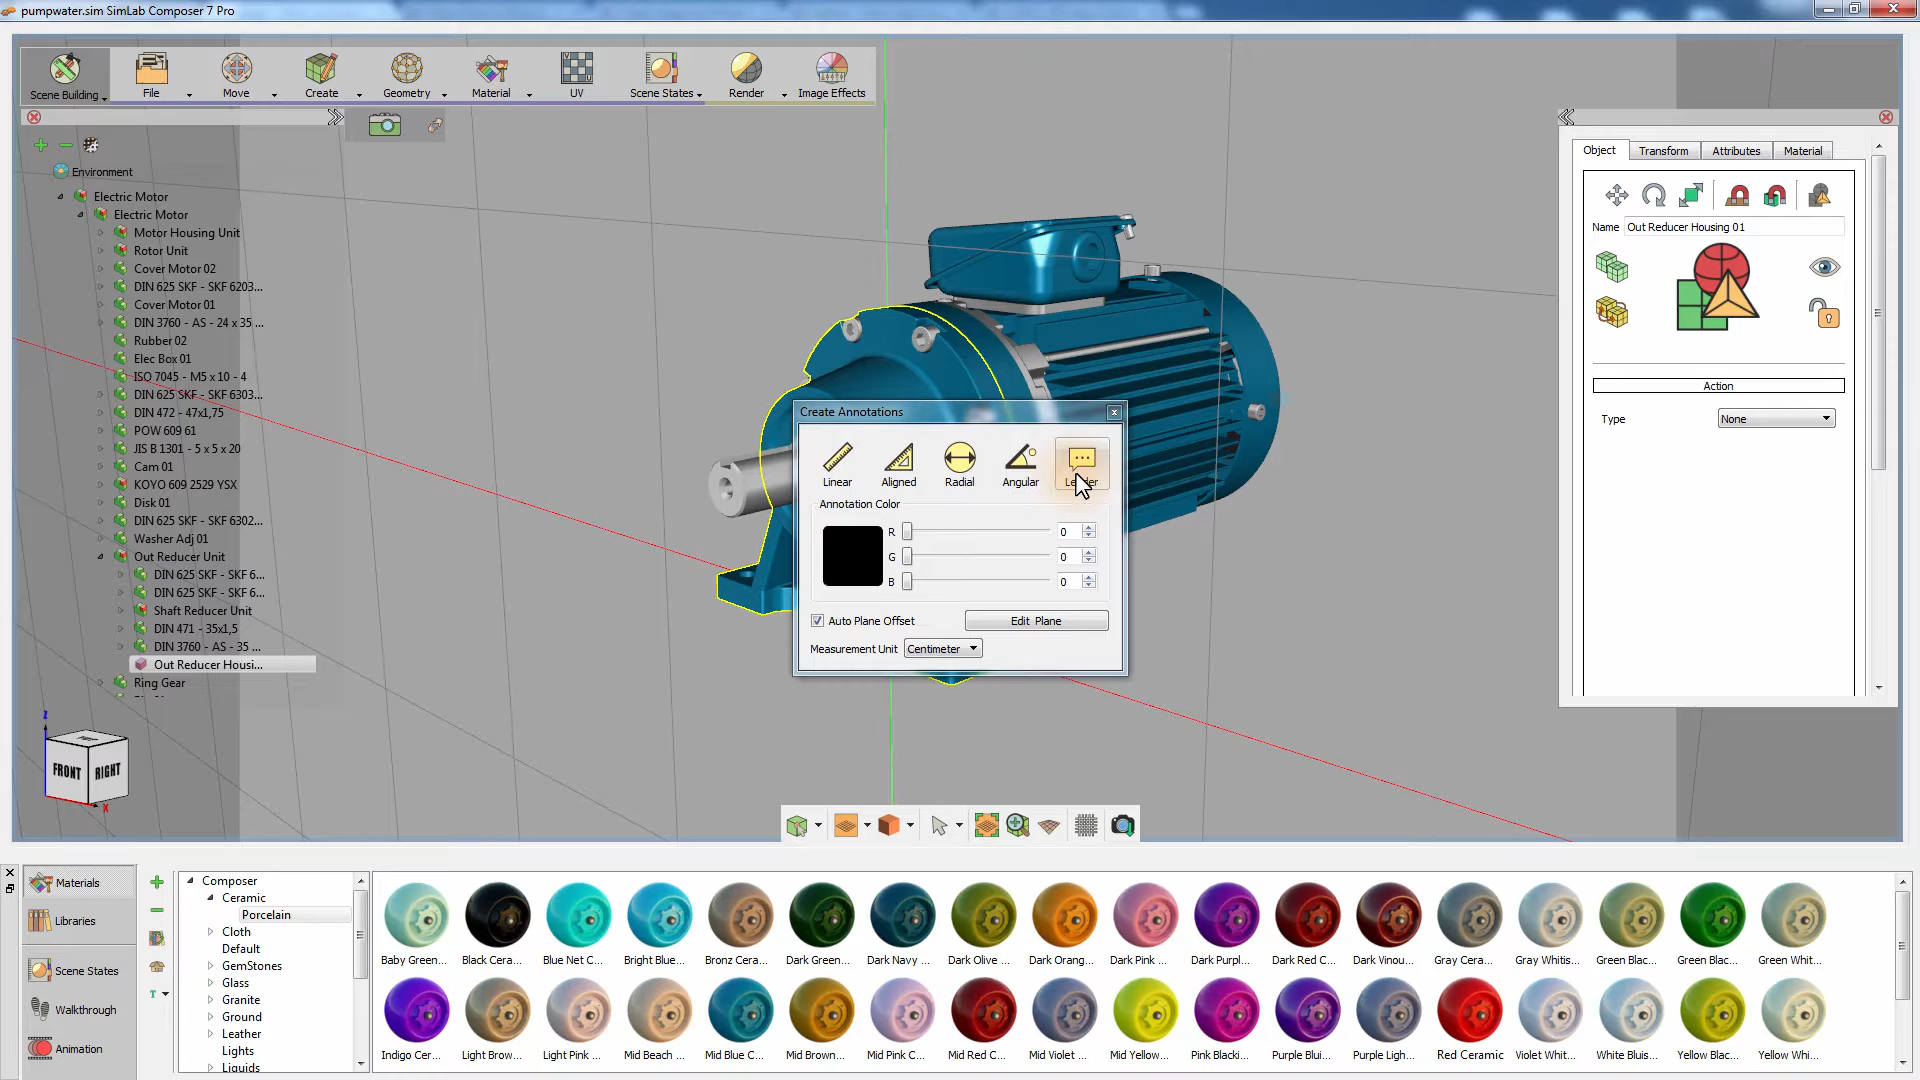 pumpwater.sim SimLab Composer 7 Pro
Scene Building
File
Move
Create
Geometry
Material
UV
Scene States
Render
Image Effects
Environment
Electric Motor
Electric Motor
Motor Housing Unit
Rotor Unit
Cover Motor 02
DIN 625 SKF - SKF 6203...
Cover Motor 01
DIN 3760 - AS - 24 x 35 ...
Rubber 02
Elec Box 01
ISO 7045 - M5 x 10 - 4
DIN 625 SKF - SKF 6303...
DIN 472 - 47x1,75
POW 609 61
JIS B 1301 - 5 x 5 x 20
Cam 01
KOYO 609 2529 YSX
Disk 01
DIN 625 SKF - SKF 6302...
Washer Adj 01
Out Reducer Unit
DIN 625 SKF - SKF 6...
DIN 625 SKF - SKF 6...
Shaft Reducer Unit
DIN 471 - 35x1,5
DIN 3760 - AS - 35 ...
Out Reducer Housi...
Ring Gear
Z
FRONT
RIGHT
X
Create Annotations
Linear
Aligned
Radial
Angular
Leader
Annotation Color
R
0
G
0
B
0
Auto Plane Offset
Edit Plane
Measurement Unit
Centimeter
Object
Transform
Attributes
Material
Name
Out Reducer Housing 01
Action
Type
None
Materials
Libraries
Scene States
Walkthrough
Animation
T
Composer
Ceramic
Porcelain
Cloth
Default
GemStones
Glass
Granite
Ground
Leather
Lights
Liquids
Baby Green...
Black Cera...
Blue Net C...
Bright Blue...
Bronz Cera...
Dark Green...
Dark Navy ...
Dark Olive ...
Dark Orang...
Dark Pink ...
Dark Purpl...
Dark Red C...
Dark Vinou...
Gray Cera...
Gray Whitis...
Green Blac...
Green Blac...
Green Whit...
Indigo Cer...
Light Brow...
Light Pink ...
Mid Beach ...
Mid Blue C...
Mid Brown...
Mid Pink C...
Mid Red C...
Mid Violet ...
Mid Yellow...
Pink Blacki...
Purple Blui...
Purple Ligh...
Red Ceramic
Violet Whit...
White Bluis...
Yellow Blac...
Yellow Whi...